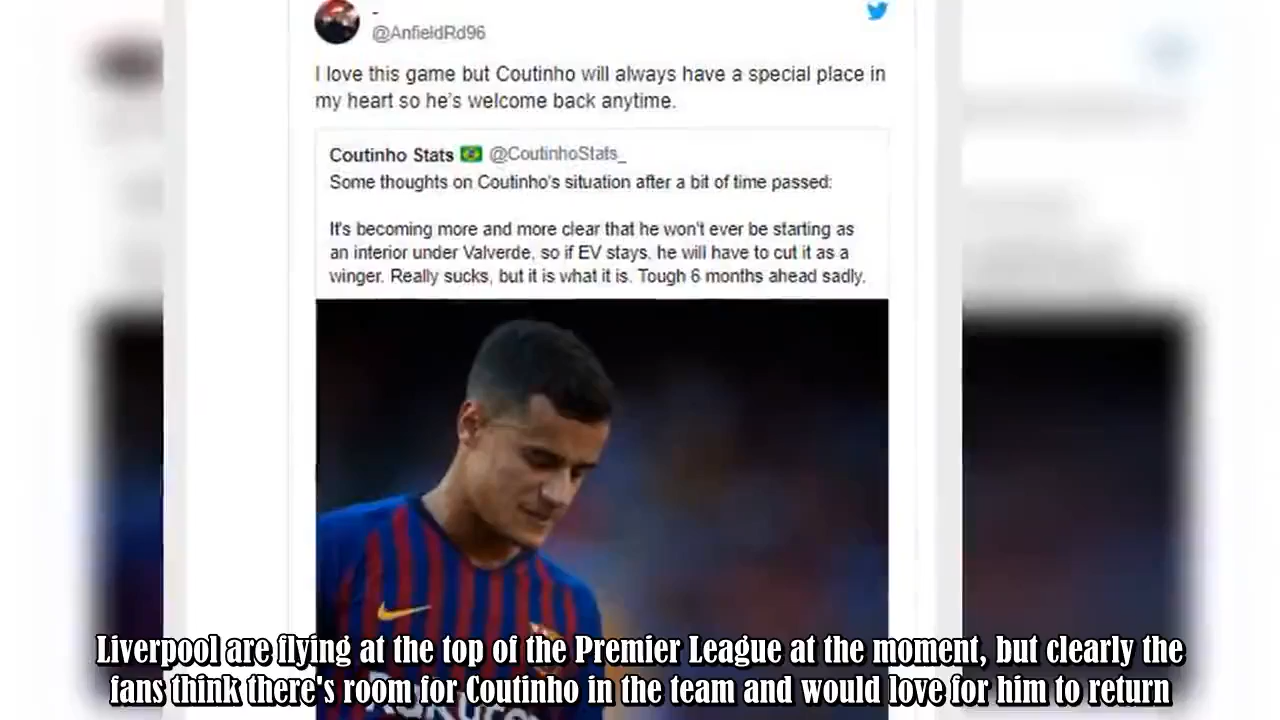 -
@AnfieldRd96
I love this game but Coutinho will always have a special place in
my heart so he's welcome back anytime.
Coutinho Stats 🇧🇷 @CoutinhoStats_
Some thoughts on Coutinho's situation after a bit of time passed:
It's becoming more and more clear that he won't ever be starting as
an interior under Valverde, so if EV stays, he will have to cut it as a
winger. Really sucks, but it is what it is. Tough 6 months ahead sadly.
Liverpool are flying at the top of the Premier League at the moment, but clearly the
fans think there's room for Coutinho in the team and would love for him to return